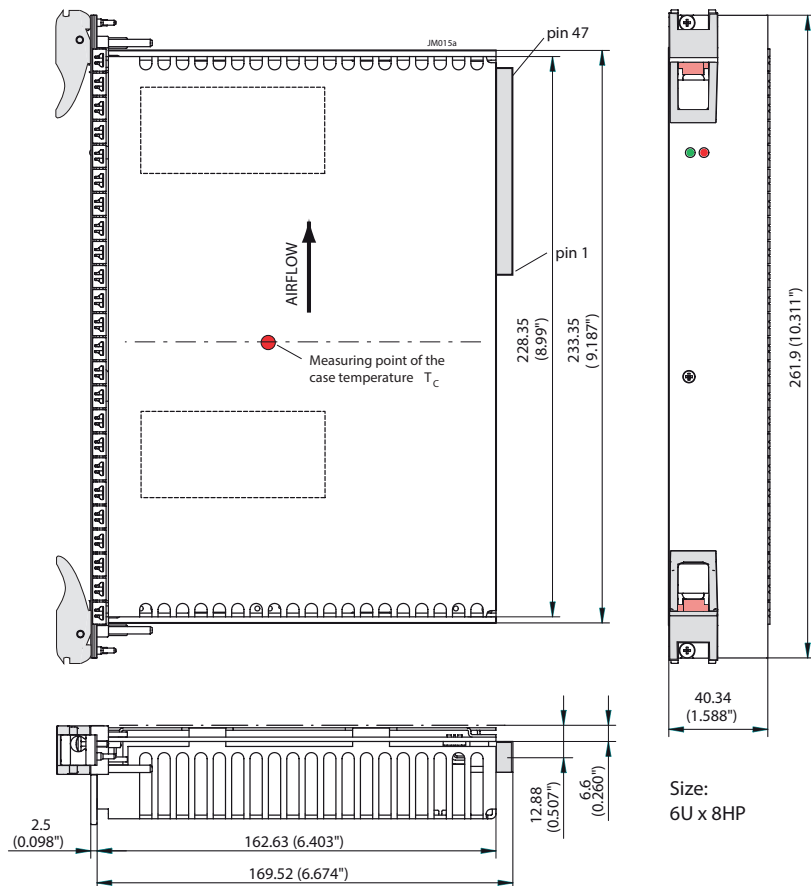 JM015a
pin 47
pin 1
AIRFLOW
Measuring point of the
case temperature T_C
228.35
(8.99")
233.35
( 9.187")
261.9 (10.311")
40.34
(1.588")
12.88
(0.507")
6.6
(0.260")
2.5
(0.098")
162.63 (6.403")
169.52 (6.674")
Size:
6U x 8HP